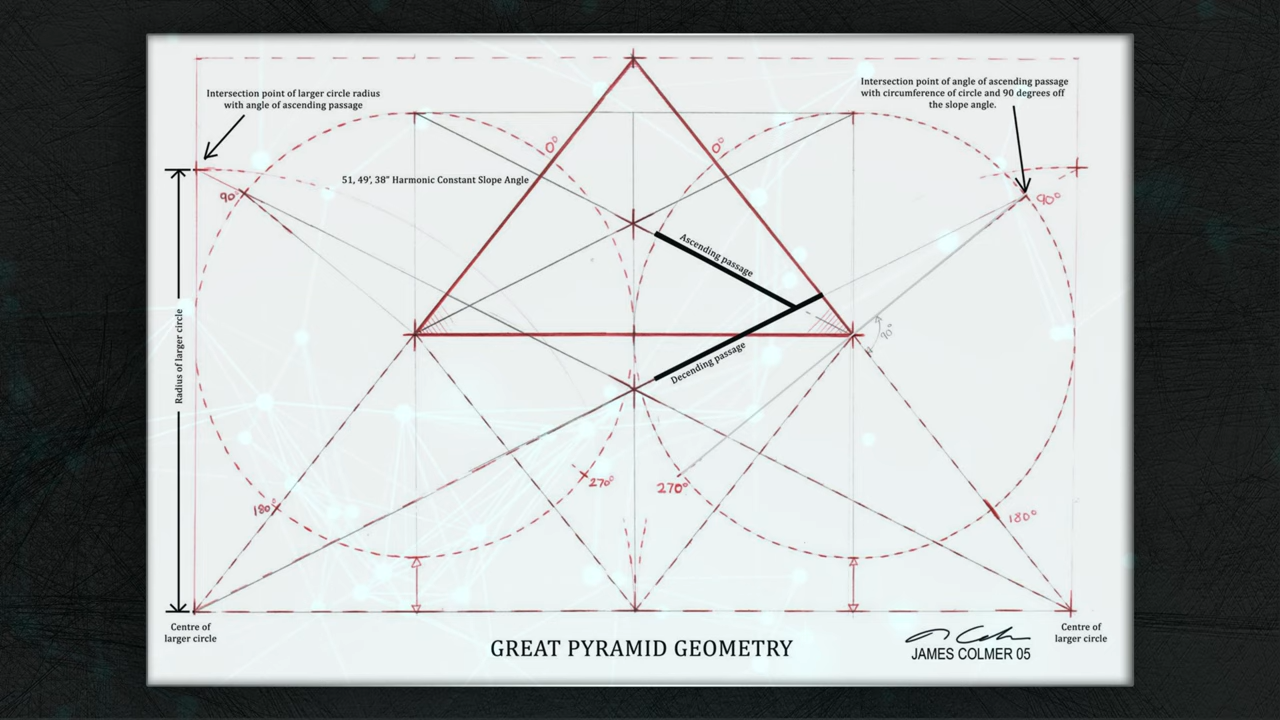 Intersection point of larger circle radius
with angle of ascending passage
Intersection point of angle of ascending passage
with circumference of circle and 90 degrees off
the slope angle.
0°
0°
51, 49', 38" Harmonic Constant Slope Angle
90°
90°
Ascending passage
Radius of larger circle
90°
Decending passage
270°
270°
180°
180°
Centre of
larger circle
Centre of
larger circle
GREAT PYRAMID GEOMETRY
JAMES COLMER 05